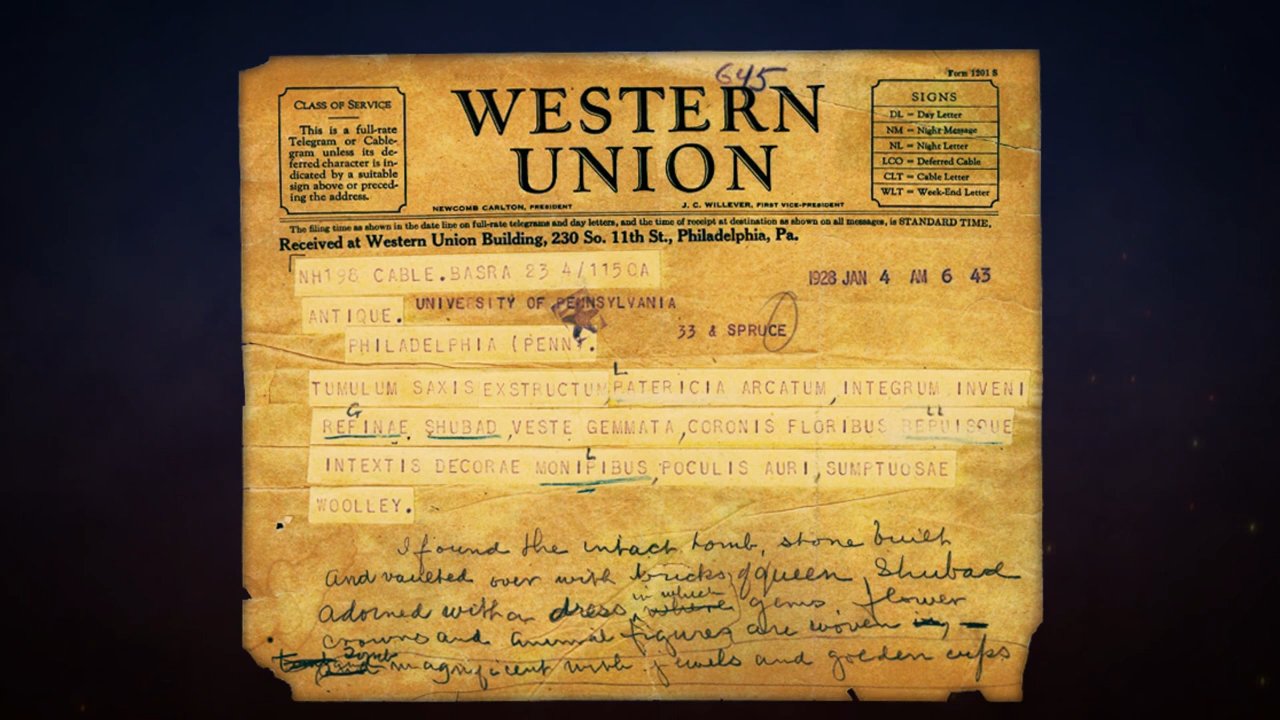 645
Form 1201 S
CLASS OF SERVICE
This is a full-rate
Telegram or Cable-
gram unless its de-
ferred character is in-
dicated by a suitable
sign above or preced-
ing the address.
WESTERN
UNION
NEWCOMB CARLTON, PRESIDENT
J. C. WILLEVER, FIRST VICE-PRESIDENT
SIGNS
DL = Day Letter
NM = Night Message
NL = Night Letter
LCO = Deferred Cable
CLT = Cable Letter
WLT = Week-End Letter
The filing time as shown in the date line on full-rate telegrams and day letters, and the time of receipt at destination as shown on all messages, is STANDARD TIME.
Received at Western Union Building, 230 So. 11th St., Philadelphia, Pa.
NH198 CABLE.BASRA 23 4/1150A
1928 JAN 4 AM 6 43
ANTIQUE. UNIVERSITY OF PENNSYLVANIA
33 & SPRUCE
PHILADELPHIA (PENN).
L
TUMULUM SAXIS EXSTRUCTUM, PATERICIA ARCATUM, INTEGRUM INVENI
G LL
REFINAE, SHUBAD, VESTE GEMMATA, CORONIS FLORIBUS BEPUISQUE
L
INTEXTIS DECORAE MONIPIBUS, POCULIS AURI, SUMPTUOSAE
WOOLLEY.
I found the intact tomb, stone built
and vaulted over with bricks of queen Shubad
adorned with a dress, in which gems, flower
crowns and animal figures are woven
Tomb magnificent with jewels and golden cups